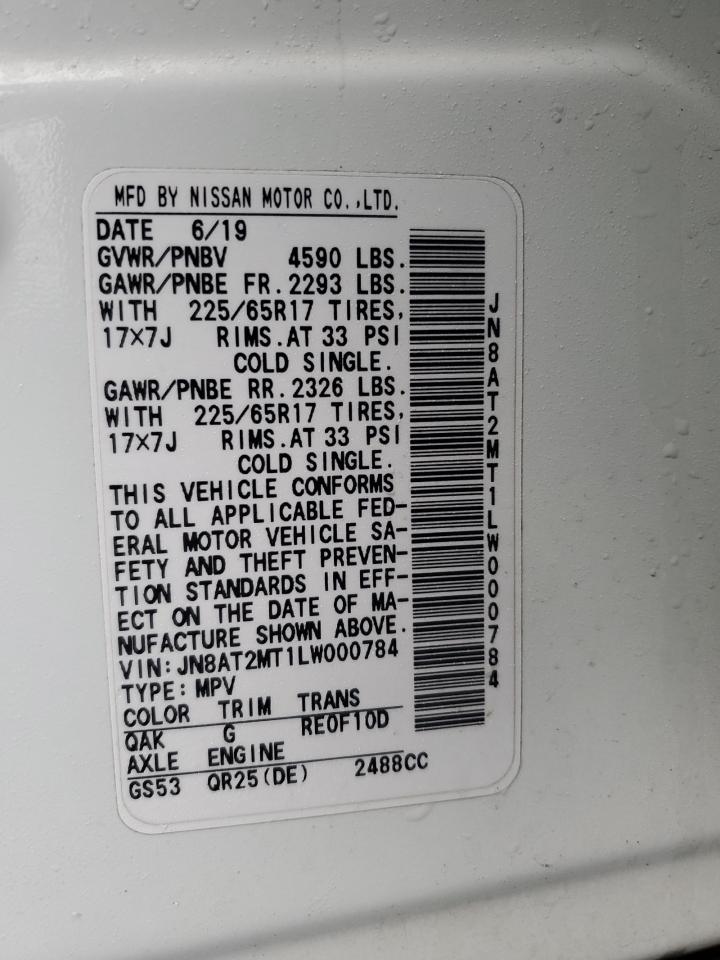 MFD BY NISSAN MOTOR CO.,LTD.
DATE 6/19
GVWR/PNBV 4590 LBS.
GAWR/PNBE FR.2293 LBS.
WITH 225/65R17 TIRES,
17×7J RIMS.AT 33 PSI
COLD SINGLE.
GAWR/PNBE RR.2326 LBS.
WITH 225/65R17 TIRES,
17×7J RIMS.AT 33 PSI
COLD SINGLE.
THIS VEHICLE CONFORMS
TO ALL APPLICABLE FED-
ERAL MOTOR VEHICLE SA-
FETY AND THEFT PREVEN-
TION STANDARDS IN EFF-
ECT ON THE DATE OF MA-
NUFACTURE SHOWN ABOVE.
VIN:JN8AT2MT1LW000784
TYPE:MPV
COLOR TRIM TRANS
QAK G RE0F10D
AXLE ENGINE
GS53 QR25(DE) 2488CC
JN8AT2MT1LW000784